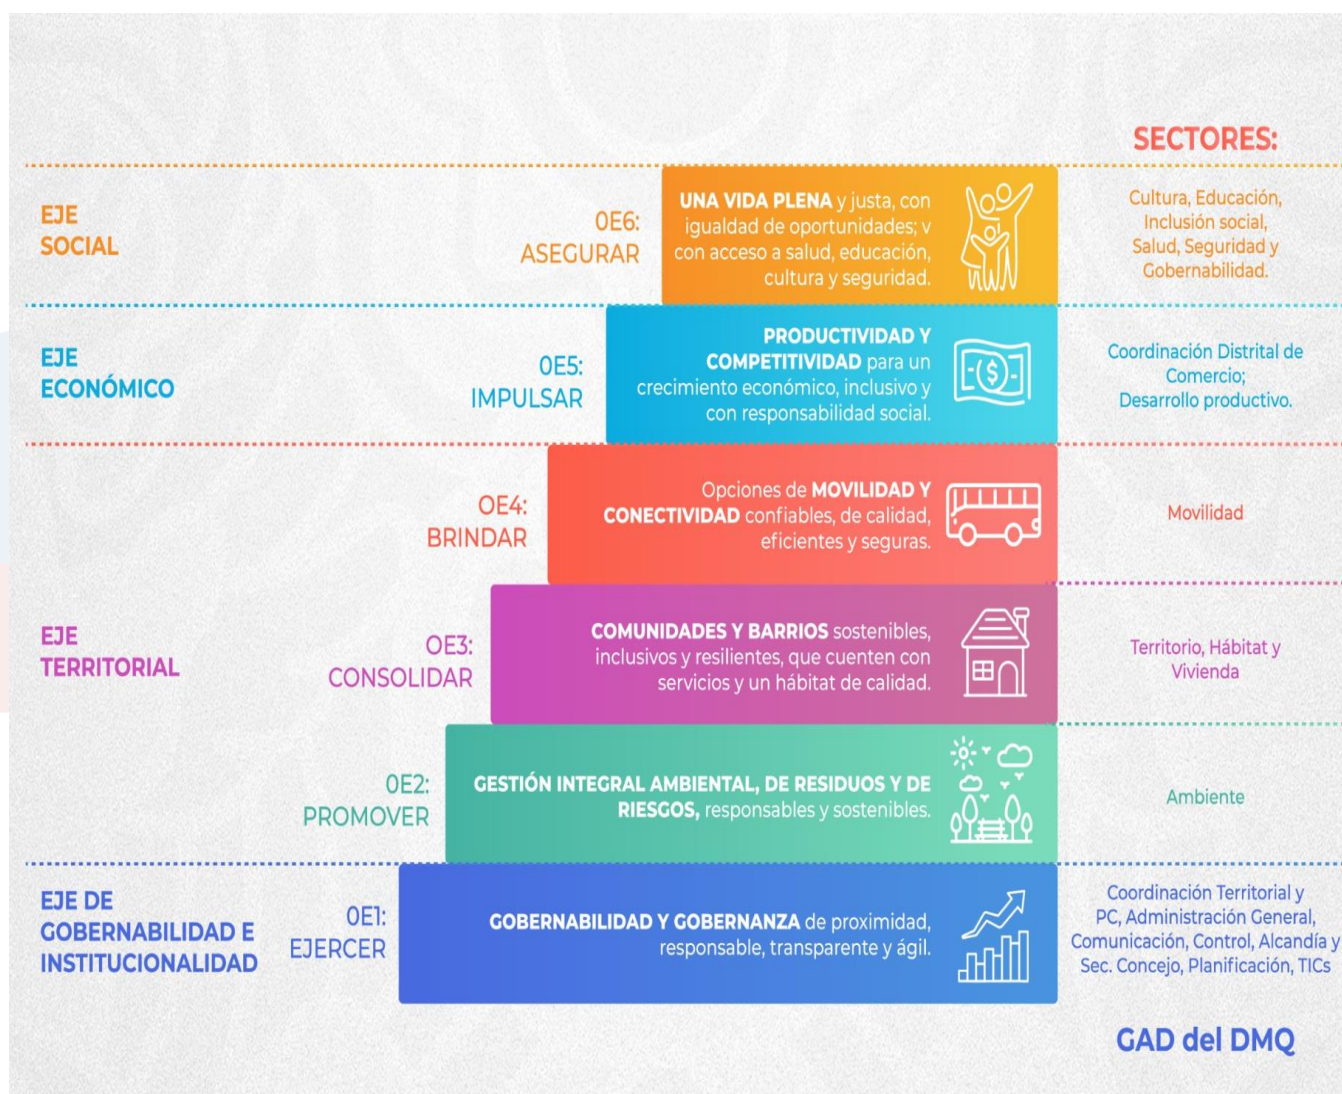 SECTORES:
EJE
SOCIAL
0E6:
ASEGURAR
UNA VIDA PLENA y justa, con
igualdad de oportunidades; v
con acceso a salud, educación,
cultura y seguridad.
Cultura, Educación,
Inclusión social,
Salud, Seguridad y
Gobernabilidad.
EJE
ECONÓMICO
0E5:
IMPULSAR
PRODUCTIVIDAD Y
COMPETITIVIDAD para un
crecimiento económico, inclusivo y
con responsabilidad social.
$
Coordinación Distrital de
Comercio;
Desarrollo productivo.
OE4:
BRINDAR
Opciones de MOVILIDAD Y
CONECTIVIDAD confiables, de calidad,
eficientes y seguras.
Movilidad
EJE
TERRITORIAL
OE3:
CONSOLIDAR
COMUNIDADES Y BARRIOS sostenibles,
inclusivos y resilientes, que cuenten con
servicios y un hábitat de calidad.
Territorio, Hábitat y
Vivienda
0E2:
PROMOVER
GESTIÓN INTEGRAL AMBIENTAL, DE RESIDUOS Y DE
RIESGOS, responsables y sostenibles.
Ambiente
EJE DE
GOBERNABILIDAD E
INSTITUCIONALIDAD
0E1:
EJERCER
GOBERNABILIDAD Y GOBERNANZA de proximidad,
responsable, transparente y ágil.
Coordinación Territorial y
PC, Administración General,
Comunicación, Control, Alcandía y
Sec. Concejo, Planificación, TICs
GAD del DMQ